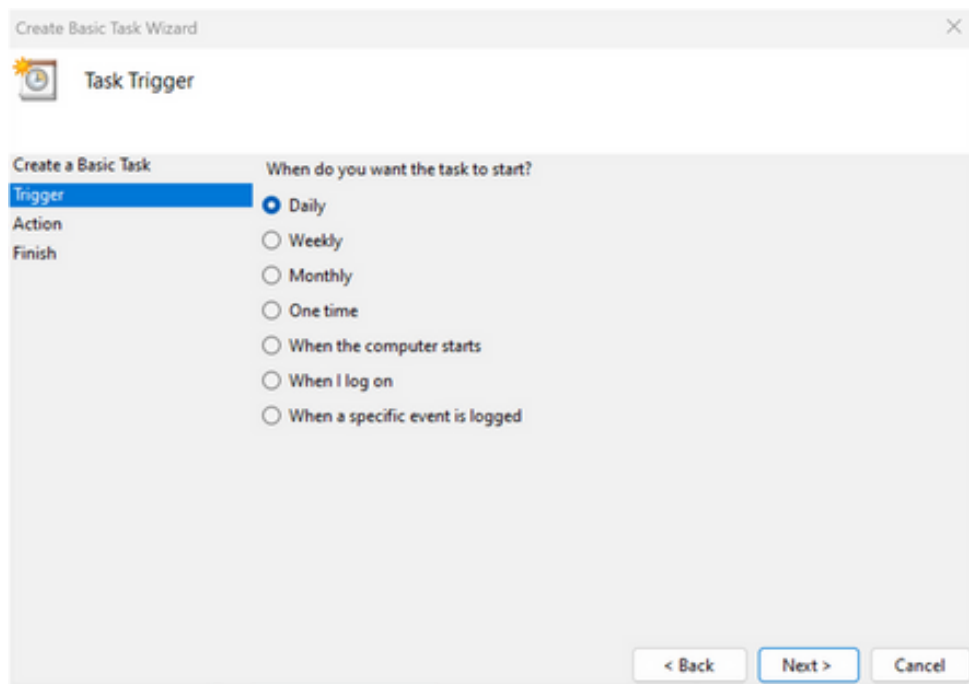 Create Basic Task Wizard
Task Trigger
Create a Basic Task
Trigger
Action
Finish
When do you want the task to start?
Daily
Weekly
Monthly
One time
When the computer starts
When I log on
When a specific event is logged
< Back
Next >
Cancel